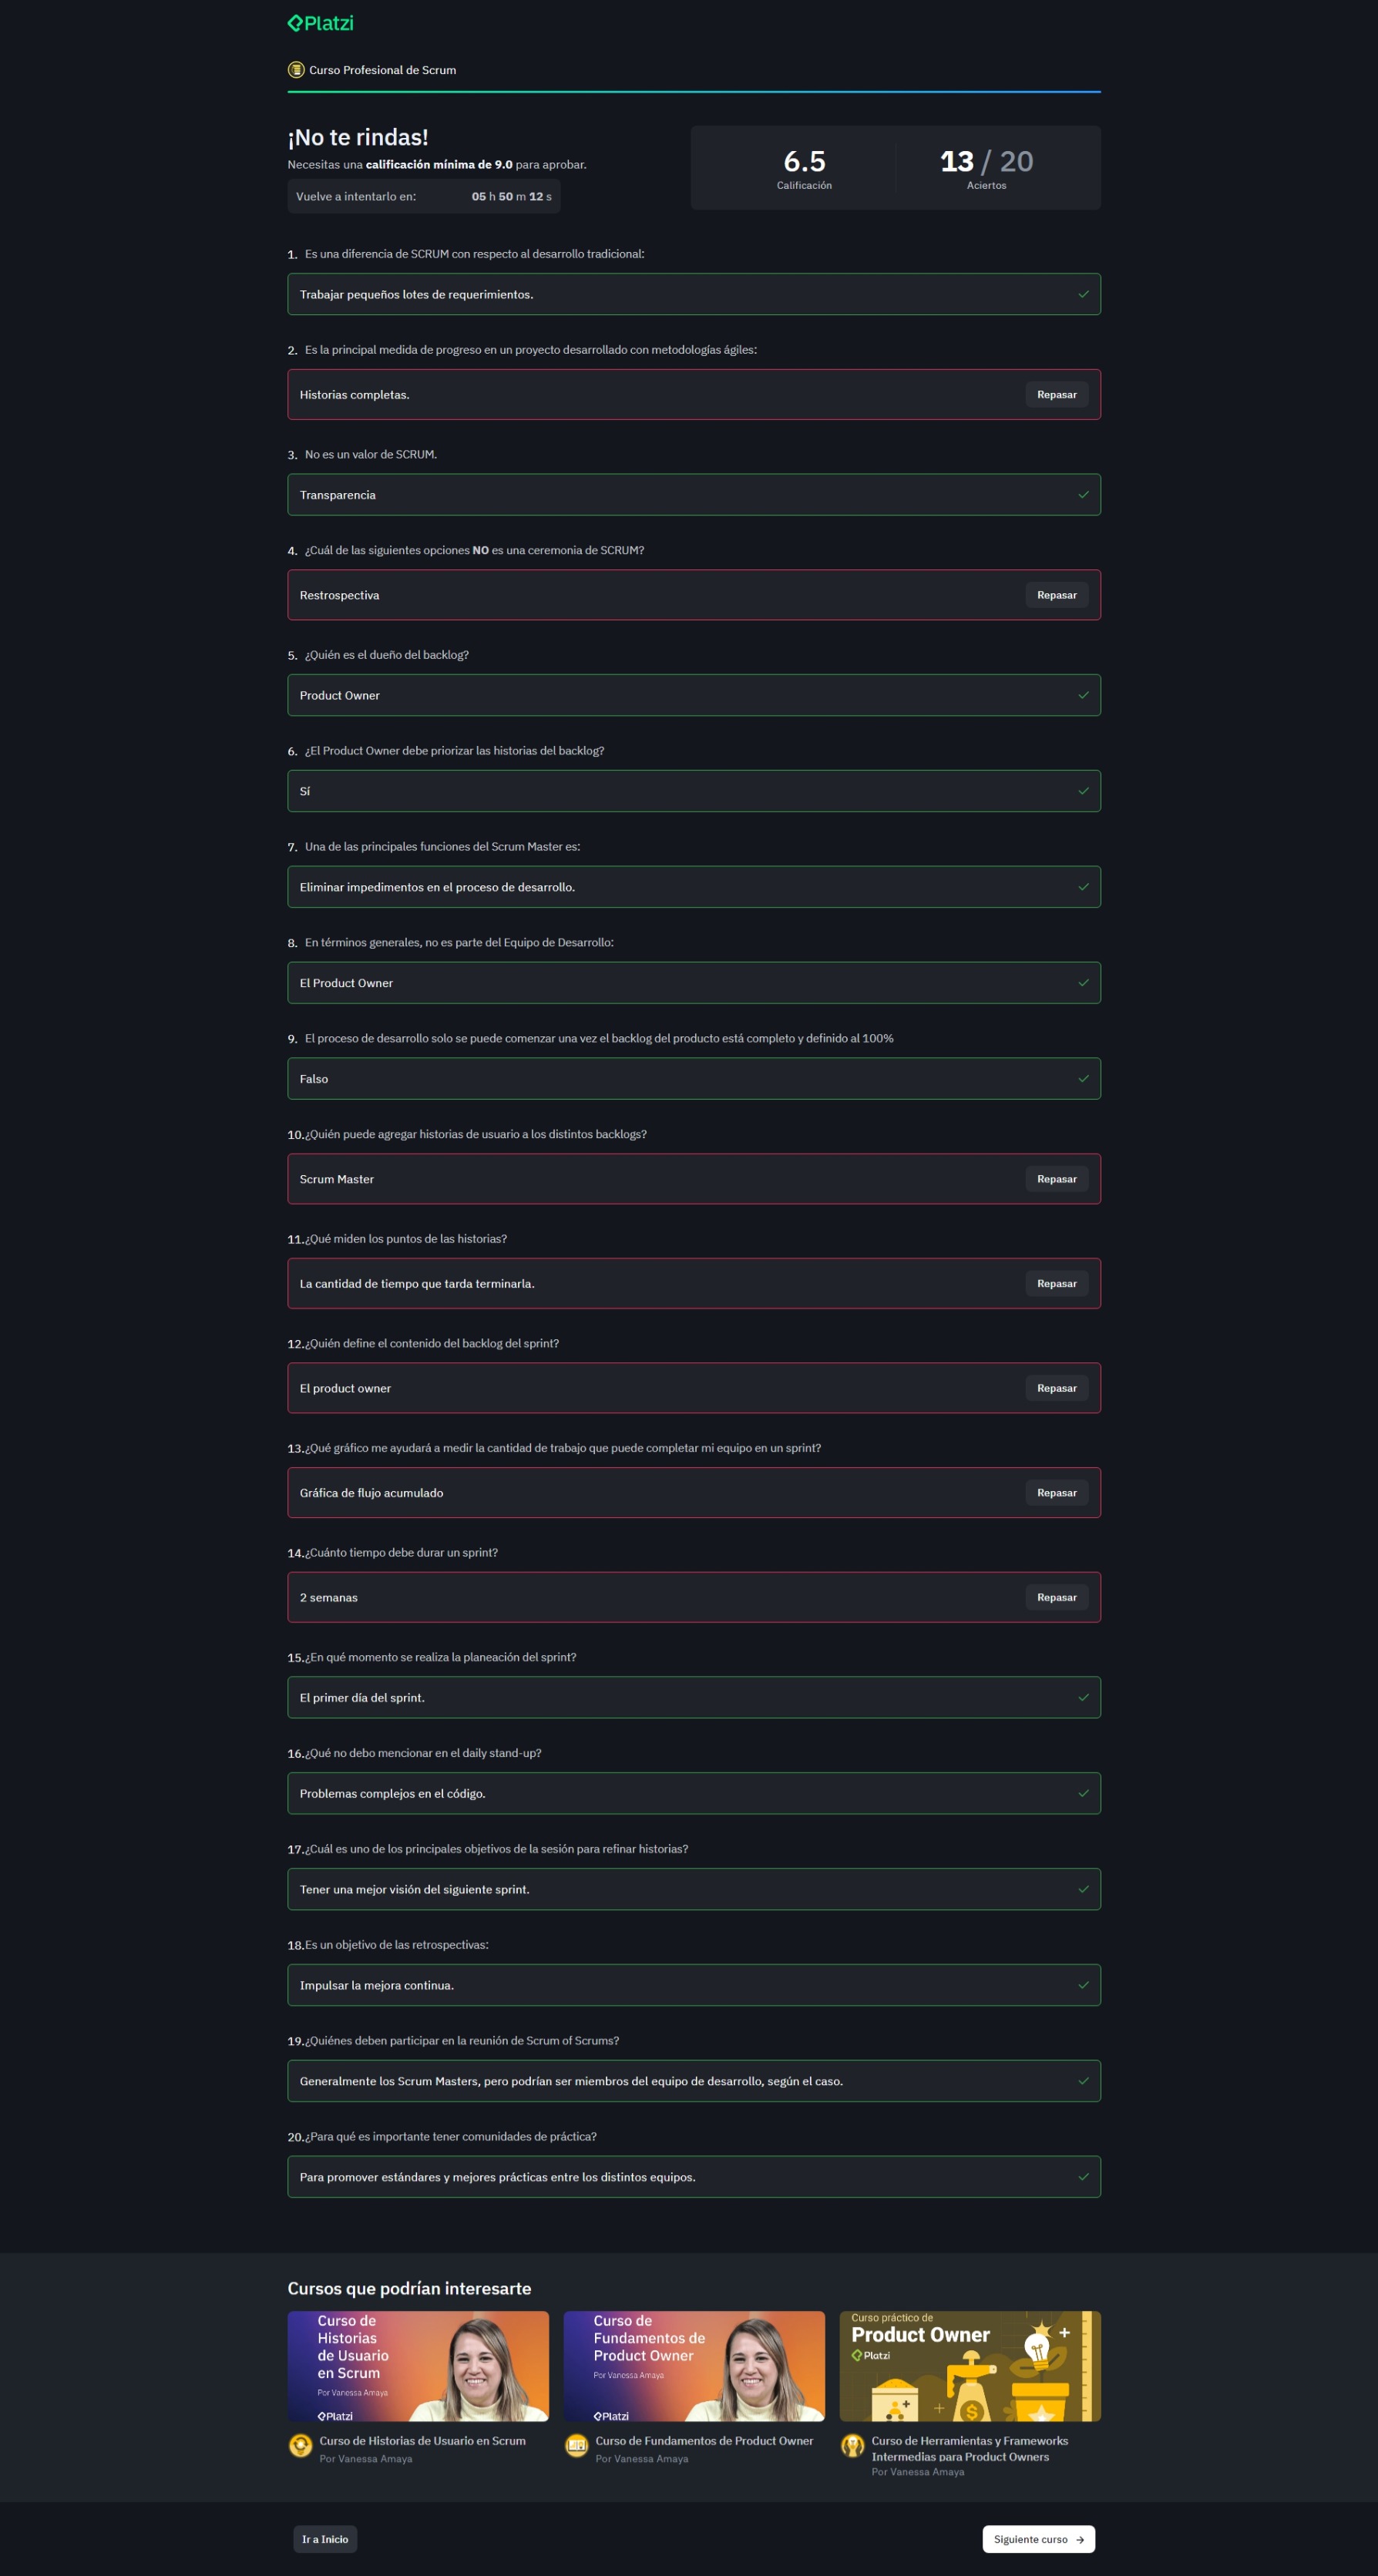 Platzi
Curso Profesional de Scrum
¡No te rindas!
Necesitas una calificación mínima de 9.0 para aprobar.
Vuelve a intentarlo en: 05 h 50 m 12 s
6.5
Calificación
13 / 20
Aciertos
1. Es una diferencia de SCRUM con respecto al desarrollo tradicional:
Trabajar pequeños lotes de requerimientos.
2. Es la principal medida de progreso en un proyecto desarrollado con metodologías ágiles:
Historias completas.
Repasar
3. No es un valor de SCRUM.
Transparencia
4. ¿Cuál de las siguientes opciones NO es una ceremonia de SCRUM?
Restrospectiva
Repasar
5. ¿Quién es el dueño del backlog?
Product Owner
6. ¿El Product Owner debe priorizar las historias del backlog?
Sí
7. Una de las principales funciones del Scrum Master es:
Eliminar impedimentos en el proceso de desarrollo.
8. En términos generales, no es parte del Equipo de Desarrollo:
El Product Owner
9. El proceso de desarrollo solo se puede comenzar una vez el backlog del producto está completo y definido al 100%
Falso
10. ¿Quién puede agregar historias de usuario a los distintos backlogs?
Scrum Master
Repasar
11. ¿Qué miden los puntos de las historias?
La cantidad de tiempo que tarda terminarla.
Repasar
12. ¿Quién define el contenido del backlog del sprint?
El product owner
Repasar
13. ¿Qué gráfico me ayudará a medir la cantidad de trabajo que puede completar mi equipo en un sprint?
Gráfica de flujo acumulado
Repasar
14. ¿Cuánto tiempo debe durar un sprint?
2 semanas
Repasar
15. ¿En qué momento se realiza la planeación del sprint?
El primer día del sprint.
16. ¿Qué no debo mencionar en el daily stand-up?
Problemas complejos en el código.
17. ¿Cuál es uno de los principales objetivos de la sesión para refinar historias?
Tener una mejor visión del siguiente sprint.
18. Es un objetivo de las retrospectivas:
Impulsar la mejora continua.
19. ¿Quiénes deben participar en la reunión de Scrum of Scrums?
Generalmente los Scrum Masters, pero podrían ser miembros del equipo de desarrollo, según el caso.
20. ¿Para qué es importante tener comunidades de práctica?
Para promover estándares y mejores prácticas entre los distintos equipos.
Cursos que podrían interesarte
Curso de
Historias
de Usuario
en Scrum
Por Vanessa Amaya
Platzi
Curso de Historias de Usuario en Scrum
Por Vanessa Amaya
Curso de
Fundamentos de
Product Owner
Por Vanessa Amaya
Platzi
Curso de Fundamentos de Product Owner
Por Vanessa Amaya
Curso práctico de
Product Owner
Platzi
Curso de Herramientas y Frameworks
Intermedias para Product Owners
Por Vanessa Amaya
Ir a Inicio
Siguiente curso